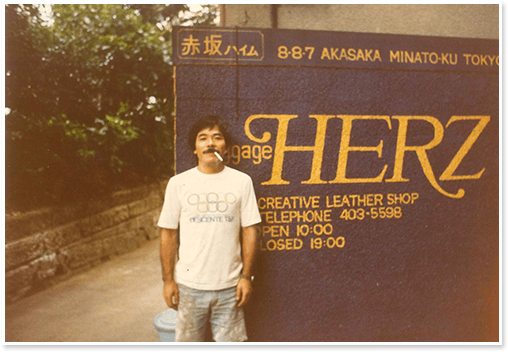 赤坂ハイム
8-8-7 AKASAKA MINATO-KU TOKYO
gage HERZ
CREATIVE LEATHER SHOP
TELEPHONE 403-5598
OPEN 10:00
CLOSED 19:00
DESCENTE